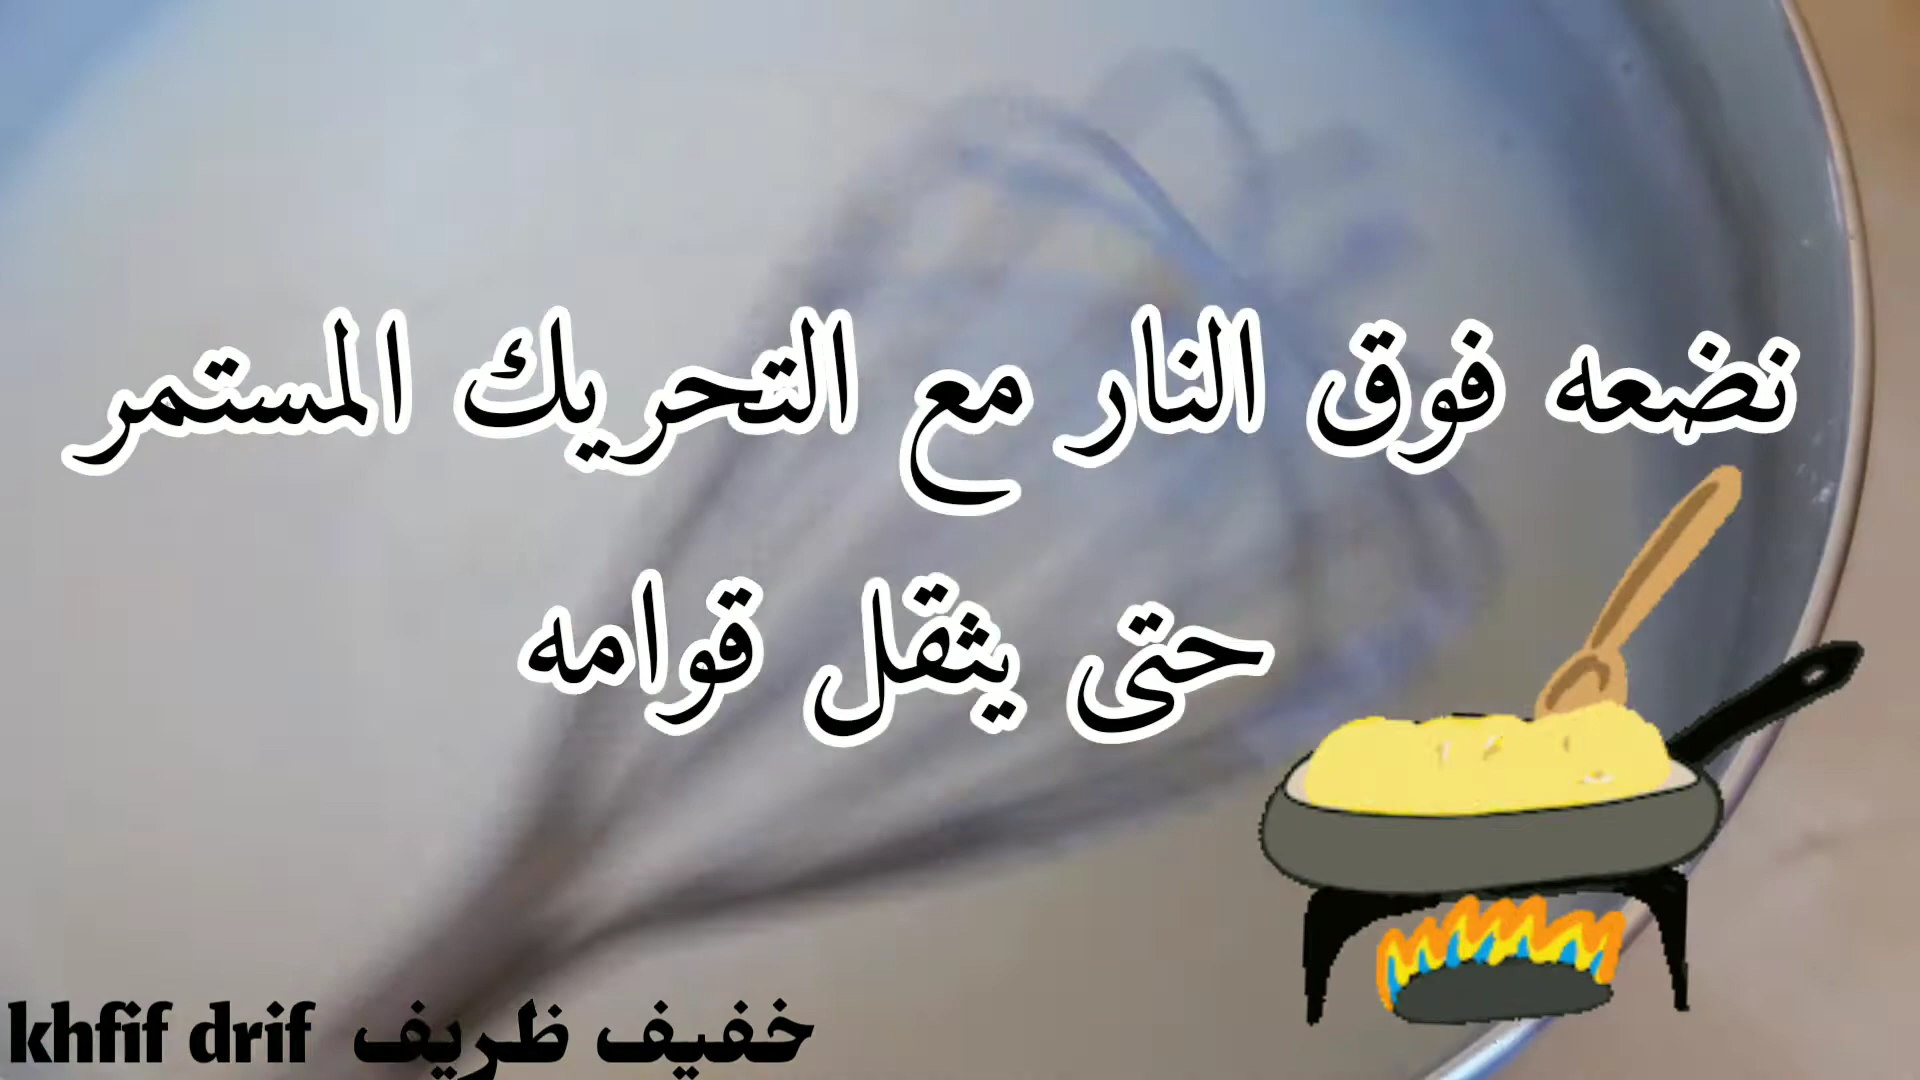 نضعه فوق النار مع التحريك المستمر
حتى يثقل قوامه
khfif drif خفيف ظريف